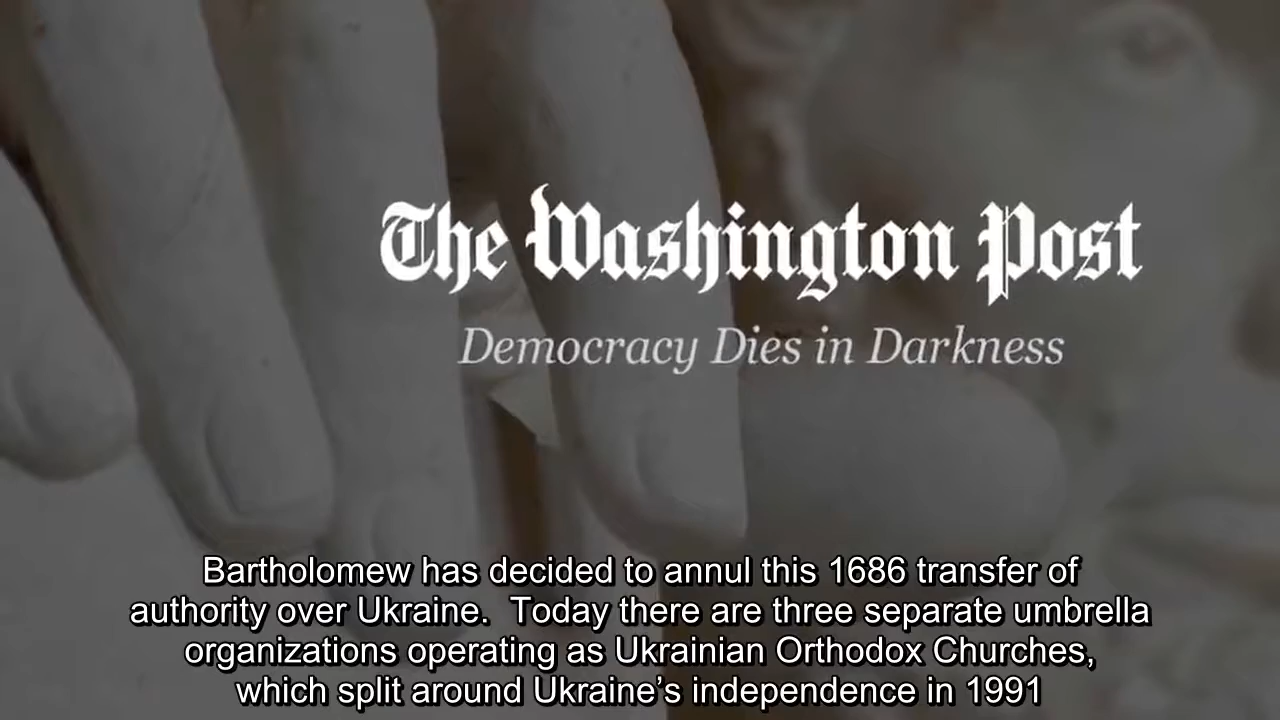 The Washington Post
Democracy Dies in Darkness
Bartholomew has decided to annul this 1686 transfer of
authority over Ukraine.  Today there are three separate umbrella
organizations operating as Ukrainian Orthodox Churches,
which split around Ukraine’s independence in 1991